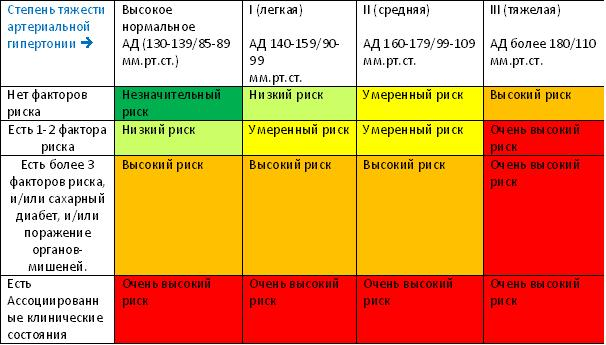 Степень тяжести
артериальной
гипертонии →
Высокое
нормальное
АД (130-139/85-89
мм.рт.ст.)
I (легкая)
АД 140-159/90-
99
мм.рт.ст.
II (средняя)
АД 160-179/99-109
мм.рт.ст.
III (тяжелая)
АД более 180/110
мм.рт.ст.
Нет факторов
риска
Незначительный
риск
Низкий риск
Умеренный риск
Высокий риск
Есть 1-2 фактора
риска
Низкий риск
Умеренный риск
Умеренный риск
Очень высокий
риск
Есть более 3
факторов риска,
и/или сахарный
диабет, и/или
поражение
органов-
мишеней.
Высокий риск
Высокий риск
Высокий риск
Очень высокий
риск
Есть
Ассоциированн
ые клинические
состояния
Очень высокий
риск
Очень высокий
риск
Очень высокий
риск
Очень высокий
риск